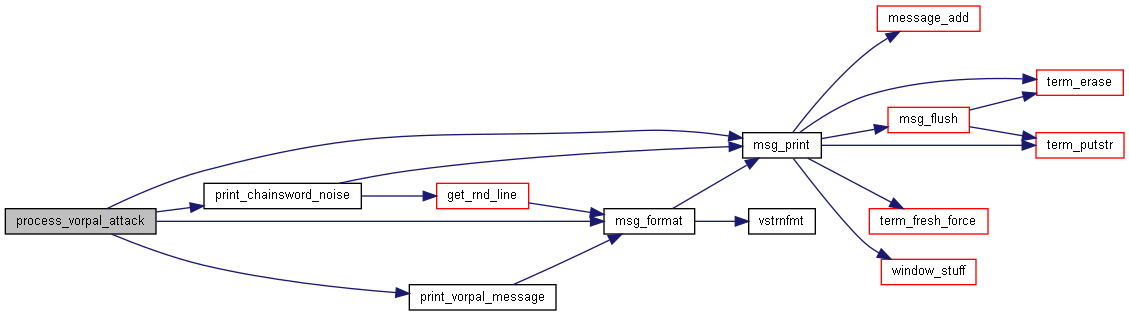 process_vorpal_attack
print_chainsword_noise
print_vorpal_message
get_rnd_line
msg_format
msg_print
vstrnfmt
message_add
msg_flush
term_erase
term_putstr
term_fresh_force
window_stuff